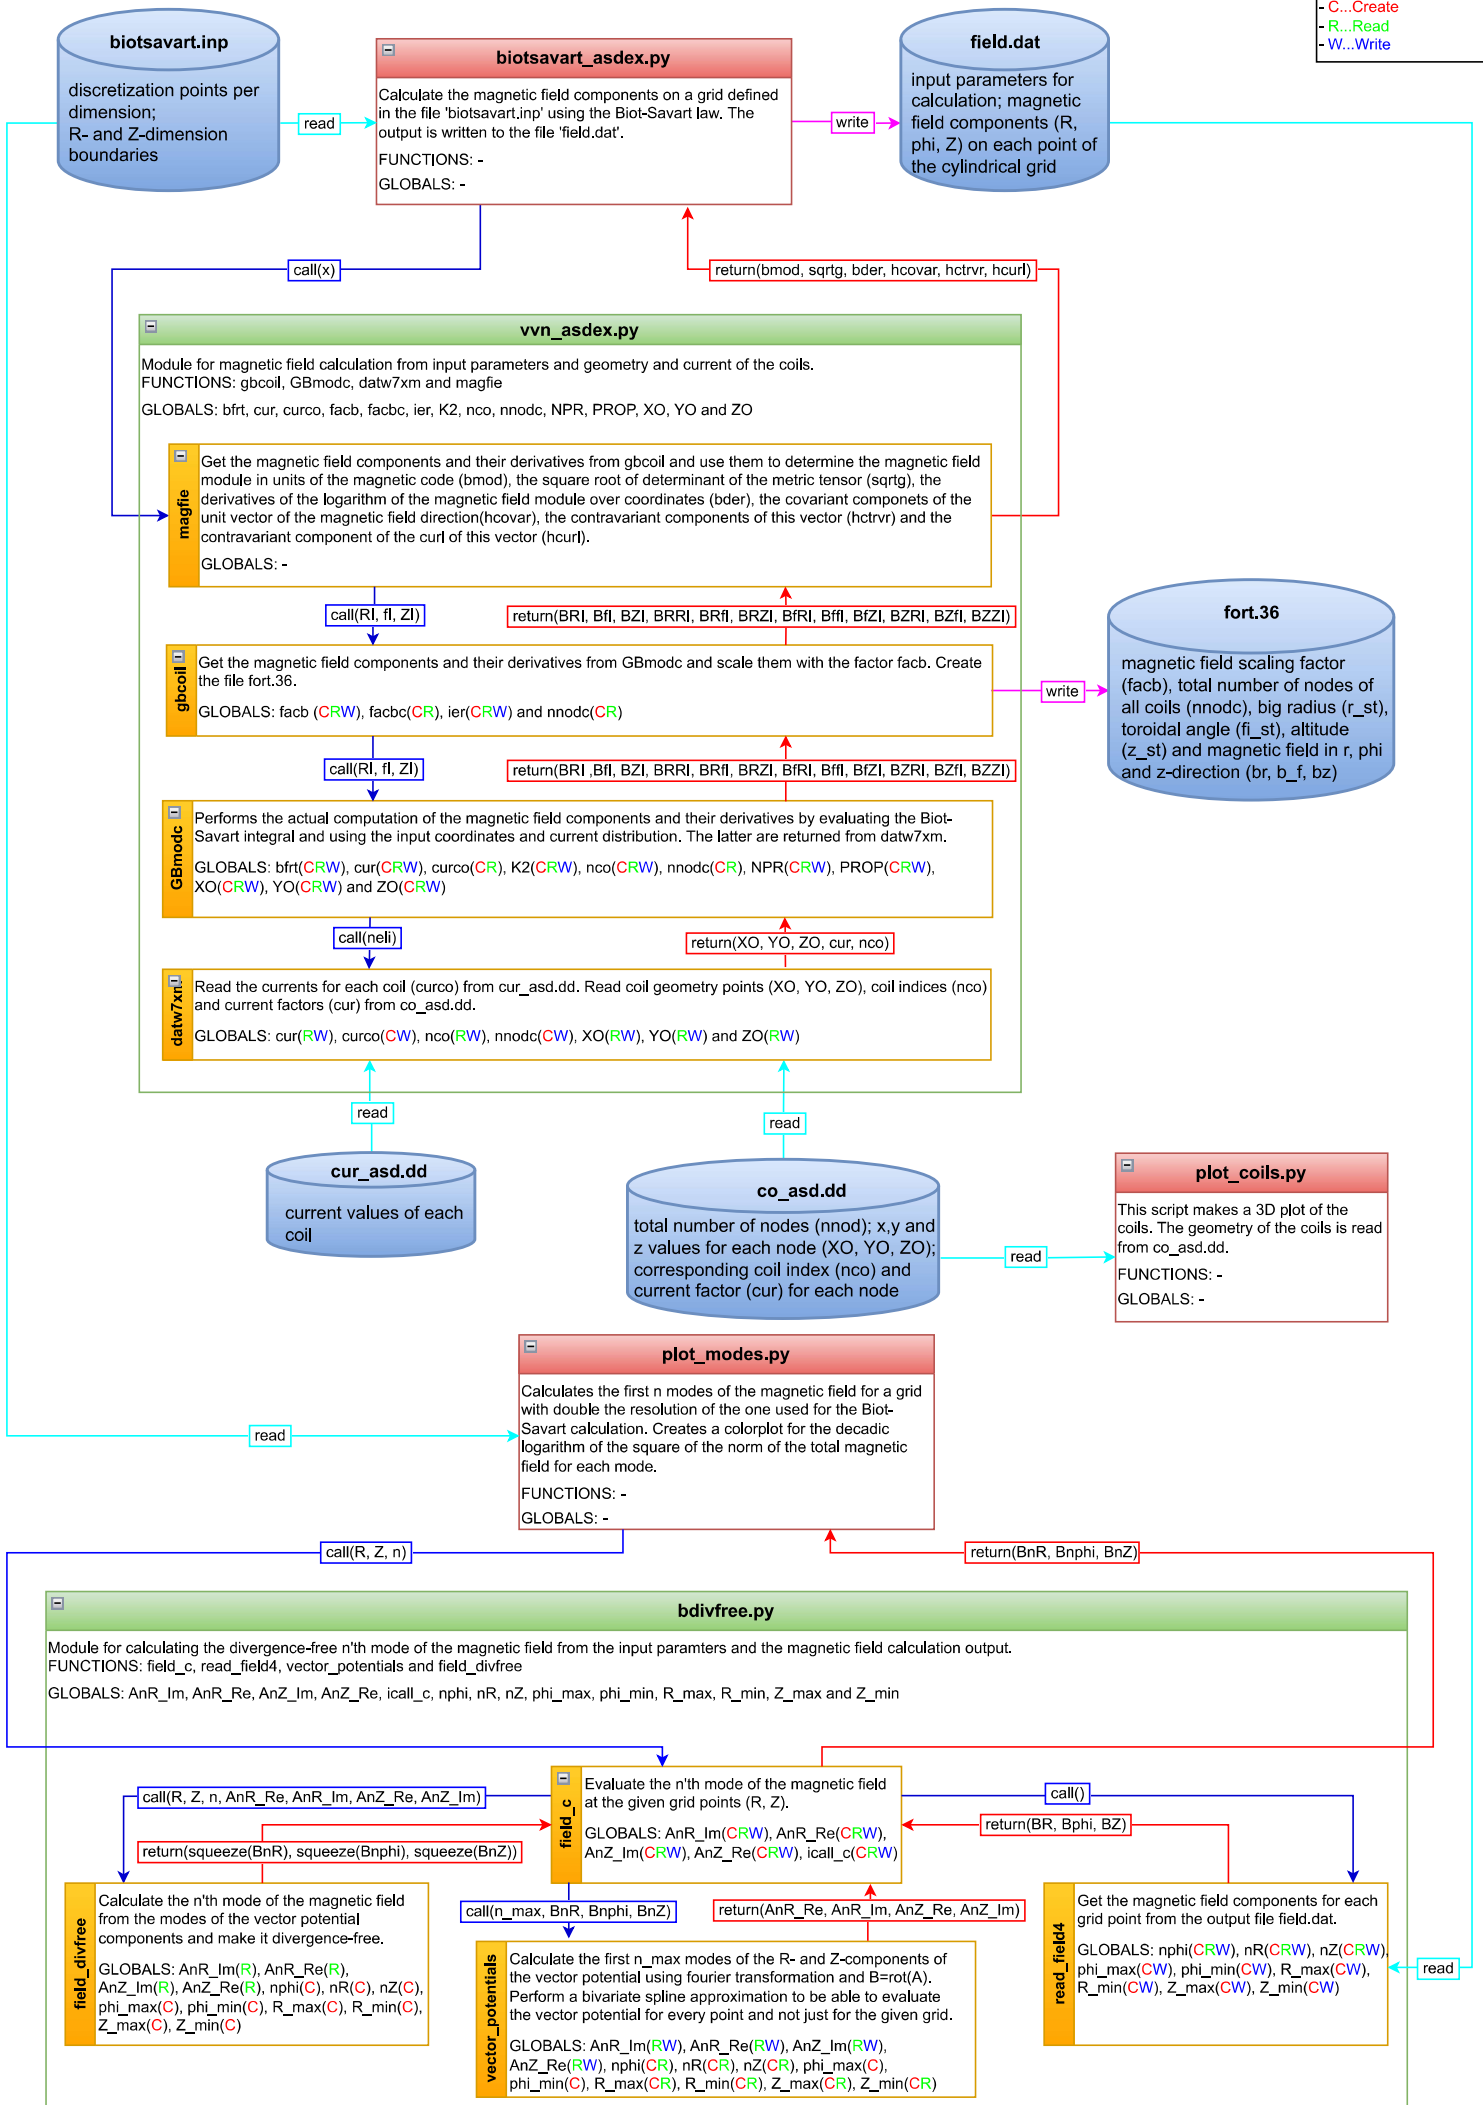 - C...Create
- R...Read
- W...Write
biotsavart.inp
discretization points per
dimension;
R- and Z-dimension
boundaries
read
biotsavart_asdex.py
Calculate the magnetic field components on a grid defined
in the file 'biotsavart.inp' using the Biot-Savart law. The
output is written to the file 'field.dat'.
FUNCTIONS: -
GLOBALS: -
write
field.dat
input parameters for
calculation; magnetic
field components (R,
phi, Z) on each point of
the cylindrical grid
call(x)
return(bmod, sqrtg, bder, hcovar, hctrvr, hcurl)
vvn_asdex.py
Module for magnetic field calculation from input parameters and geometry and current of the coils.
FUNCTIONS: gbcoil, GBmodc, datw7xm and magfie
GLOBALS: bfrt, cur, curco, facb, facbc, ier, K2, nco, nnodc, NPR, PROP, XO, YO and ZO
magfie
Get the magnetic field components and their derivatives from gbcoil and use them to determine the magnetic field
module in units of the magnetic code (bmod), the square root of determinant of the metric tensor (sqrtg), the
derivatives of the logarithm of the magnetic field module over coordinates (bder), the covariant componets of the
unit vector of the magnetic field direction(hcovar), the contravariant components of this vector (hctrvr) and the
contravariant component of the curl of this vector (hcurl).
GLOBALS: -
call(RI, fI, ZI)
return(BRI, BfI, BZI, BRRI, BRfI, BRZI, BfRI, BffI, BfZI, BZRI, BZfI, BZZI)
gbcoil
Get the magnetic field components and their derivatives from GBmodc and scale them with the factor facb. Create
the file fort.36.
GLOBALS: facb (CRW), facbc(CR), ier(CRW) and nnodc(CR)
write
fort.36
magnetic field scaling factor
(facb), total number of nodes of
all coils (nnodc), big radius (r_st),
toroidal angle (fi_st), altitude
(z_st) and magnetic field in r, phi
and z-direction (br, b_f, bz)
call(RI, fI, ZI)
return(BRI ,BfI, BZI, BRRI, BRfI, BRZI, BfRI, BffI, BfZI, BZRI, BZfI, BZZI)
GBmodc
Performs the actual computation of the magnetic field components and their derivatives by evaluating the Biot-
Savart integral and using the input coordinates and current distribution. The latter are returned from datw7xm.
GLOBALS: bfrt(CRW), cur(CRW), curco(CR), K2(CRW), nco(CRW), nnodc(CR), NPR(CRW), PROP(CRW),
XO(CRW), YO(CRW) and ZO(CRW)
call(neli)
return(XO, YO, ZO, cur, nco)
datw7xm
Read the currents for each coil (curco) from cur_asd.dd. Read coil geometry points (XO, YO, ZO), coil indices (nco)
and current factors (cur) from co_asd.dd.
GLOBALS: cur(RW), curco(CW), nco(RW), nnodc(CW), XO(RW), YO(RW) and ZO(RW)
read
read
cur_asd.dd
current values of each
coil
co_asd.dd
total number of nodes (nnod); x,y and
z values for each node (XO, YO, ZO);
corresponding coil index (nco) and
current factor (cur) for each node
read
plot_coils.py
This script makes a 3D plot of the
coils. The geometry of the coils is read
from co_asd.dd.
FUNCTIONS: -
GLOBALS: -
read
plot_modes.py
Calculates the first n modes of the magnetic field for a grid
with double the resolution of the one used for the Biot-
Savart calculation. Creates a colorplot for the decadic
logarithm of the square of the norm of the total magnetic
field for each mode.
FUNCTIONS: -
GLOBALS: -
call(R, Z, n)
return(BnR, Bnphi, BnZ)
bdivfree.py
Module for calculating the divergence-free n'th mode of the magnetic field from the input paramters and the magnetic field calculation output.
FUNCTIONS: field_c, read_field4, vector_potentials and field_divfree
GLOBALS: AnR_Im, AnR_Re, AnZ_Im, AnZ_Re, icall_c, nphi, nR, nZ, phi_max, phi_min, R_max, R_min, Z_max and Z_min
field_c
Evaluate the n'th mode of the magnetic field
at the given grid points (R, Z).
GLOBALS: AnR_Im(CRW), AnR_Re(CRW),
AnZ_Im(CRW), AnZ_Re(CRW), icall_c(CRW)
call(R, Z, n, AnR_Re, AnR_Im, AnZ_Re, AnZ_Im)
return(squeeze(BnR), squeeze(Bnphi), squeeze(BnZ))
call()
return(BR, Bphi, BZ)
call(n_max, BnR, Bnphi, BnZ)
return(AnR_Re, AnR_Im, AnZ_Re, AnZ_Im)
field_divfree
Calculate the n'th mode of the magnetic field
from the modes of the vector potential
components and make it divergence-free.
GLOBALS: AnR_Im(R), AnR_Re(R),
AnZ_Im(R), AnZ_Re(R), nphi(C), nR(C), nZ(C),
phi_max(C), phi_min(C), R_max(C), R_min(C),
Z_max(C), Z_min(C)
vector_potentials
Calculate the first n_max modes of the R- and Z-components of
the vector potential using fourier transformation and B=rot(A).
Perform a bivariate spline approximation to be able to evaluate
the vector potential for every point and not just for the given grid.
GLOBALS: AnR_Im(RW), AnR_Re(RW), AnZ_Im(RW),
AnZ_Re(RW), nphi(CR), nR(CR), nZ(CR), phi_max(C),
phi_min(C), R_max(CR), R_min(CR), Z_max(CR), Z_min(CR)
read_field4
Get the magnetic field components for each
grid point from the output file field.dat.
GLOBALS: nphi(CRW), nR(CRW), nZ(CRW),
phi_max(CW), phi_min(CW), R_max(CW),
R_min(CW), Z_max(CW), Z_min(CW)
read